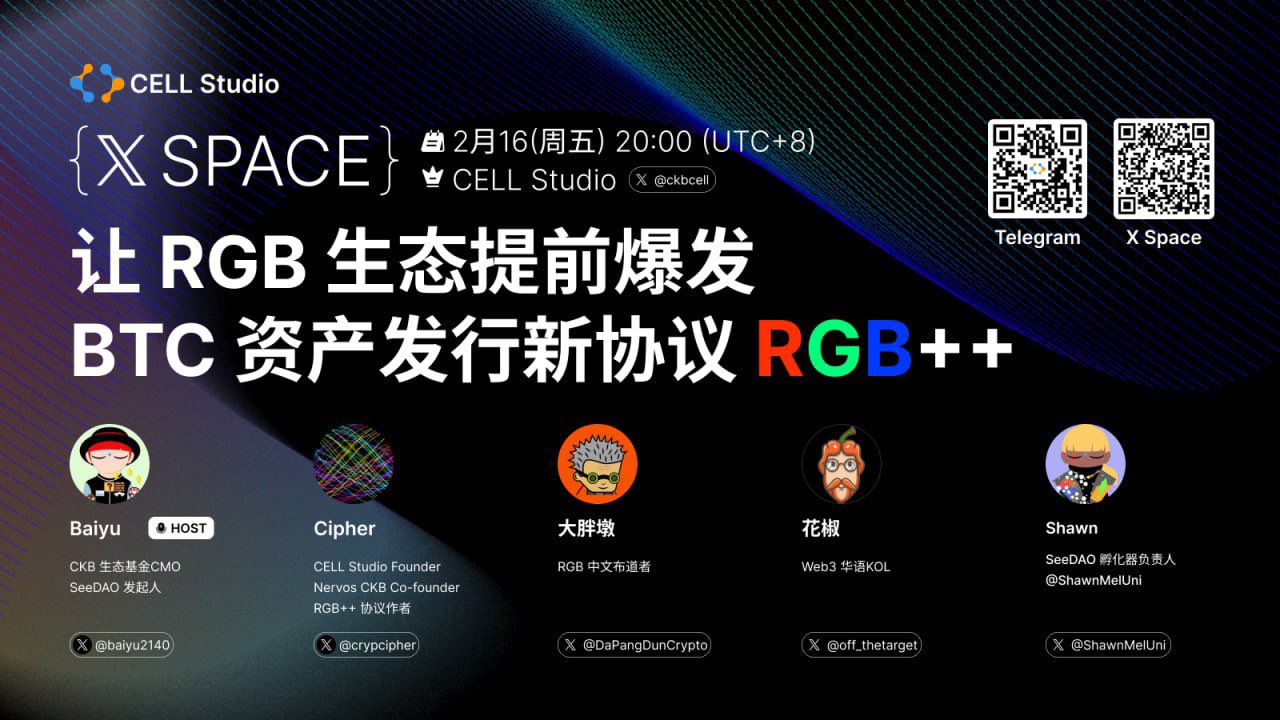 CELL Studio
{𝕏 SPACE}
2月16(周五) 20:00 (UTC+8)
CELL Studio
𝕏 @ckbcell
Telegram
X Space
让 RGB 生态提前爆发
BTC 资产发行新协议 RGB++
Baiyu
HOST
CKB 生态基金CMO
SeeDAO 发起人
𝕏 @baiyu2140
Cipher
CELL Studio Founder
Nervos CKB Co-founder
RGB++ 协议作者
𝕏 @crypcipher
大胖墩
RGB 中文布道者
𝕏 @DaPangDunCrypto
花椒
Web3 华语KOL
𝕏 @off_thetarget
Shawn
SeeDAO 孵化器负责人
@ShawnMelUni
𝕏 @ShawnMelUni